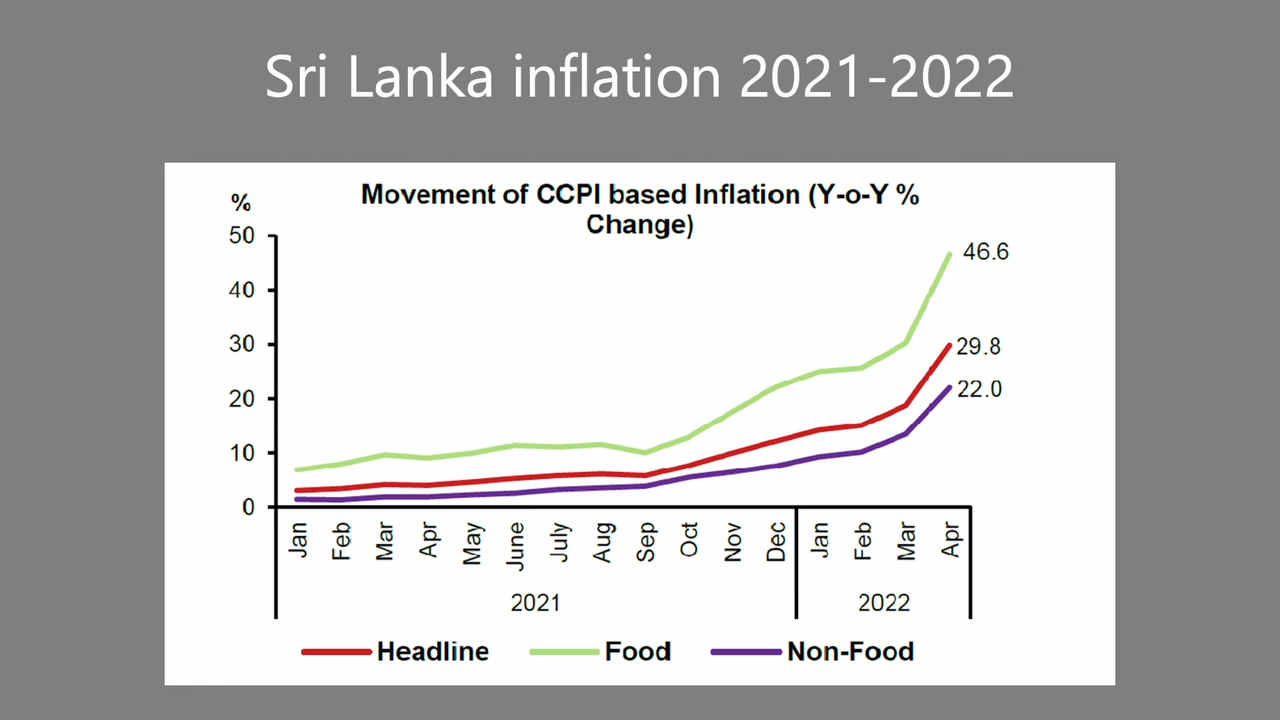 Sri Lanka inflation 2021-2022
Movement of CCPI based Inflation (Y-o-Y %
Change)
%
50
40
30
20
10
0
46.6
29.8
22.0
Jan Feb Mar Apr May June July Aug Sep Oct Nov Dec Jan Feb Mar Apr
2021 2022
Headline Food Non-Food